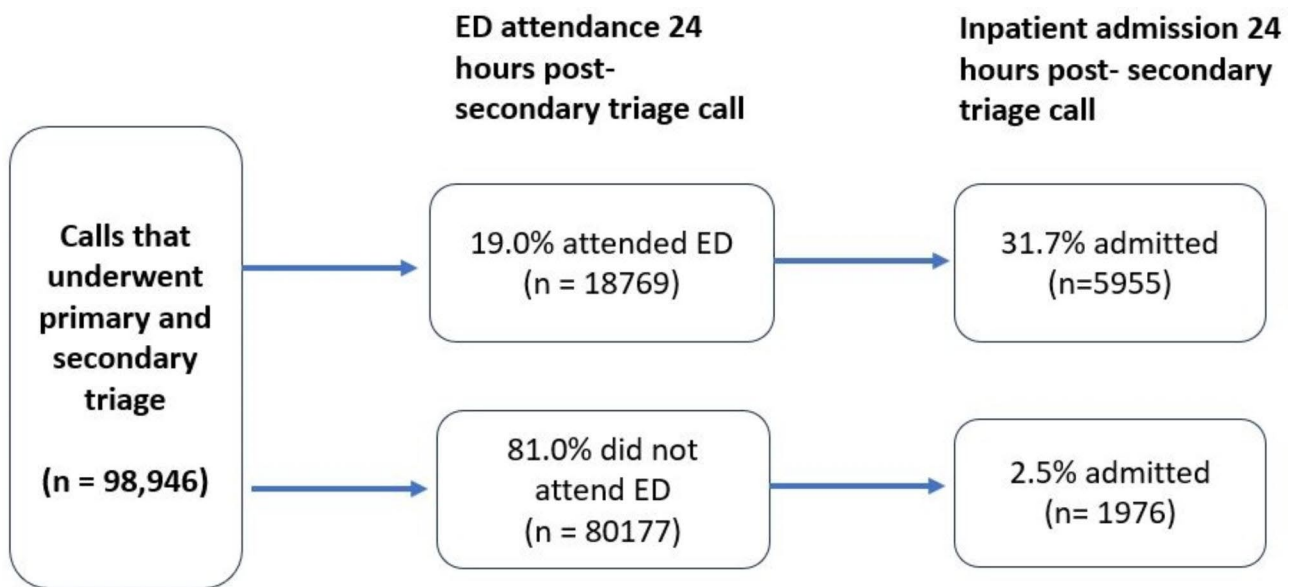 ED attendance 24
hours post-
secondary triage call
Inpatient admission 24
hours post- secondary
triage call
Calls that
underwent
primary and
secondary
triage
(n = 98,946)
19.0% attended ED
(n = 18769)
31.7% admitted
(n=5955)
81.0% did not
attend ED
(n = 80177)
2.5% admitted
(n= 1976)